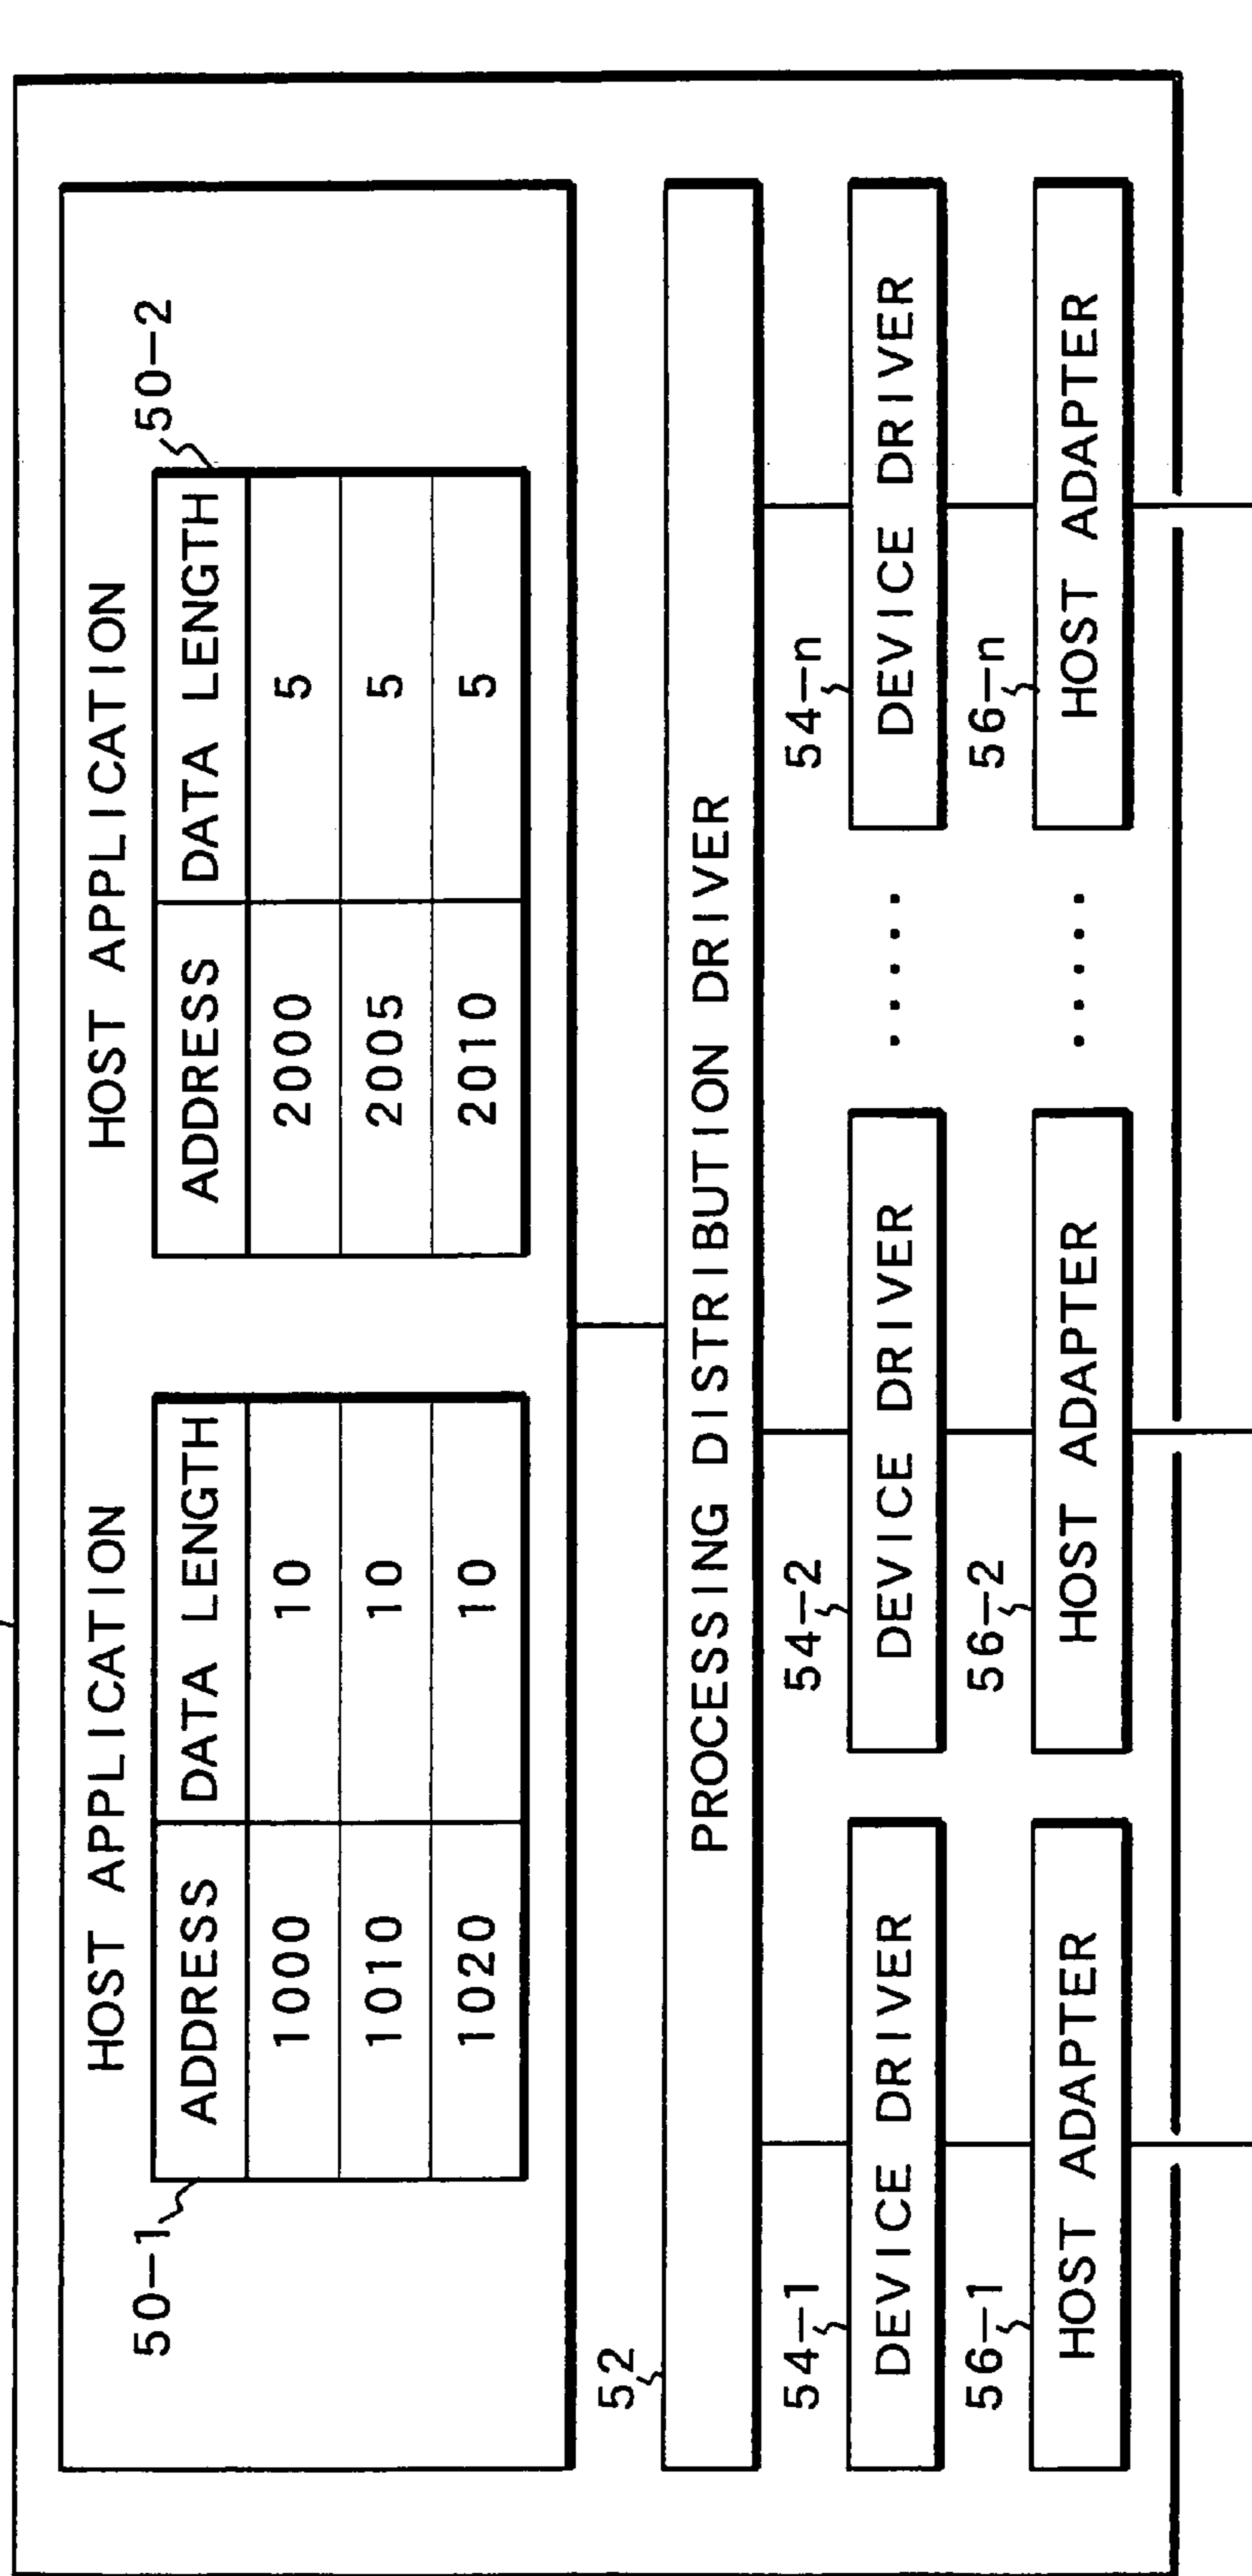 HOST APPLICATION HOST APPLICATION
50-1 50-2
ADDRESS DATA LENGTH ADDRESS DATA LENGTH
1000 10 2000 5
1010 10 2005 5
1020 10 2010 5
52
PROCESSING DISTRIBUTION DRIVER
54-1 54-2 54-n
DEVICE DRIVER DEVICE DRIVER ..... DEVICE DRIVER
56-1 56-2 56-n
HOST ADAPTER HOST ADAPTER ..... HOST ADAPTER